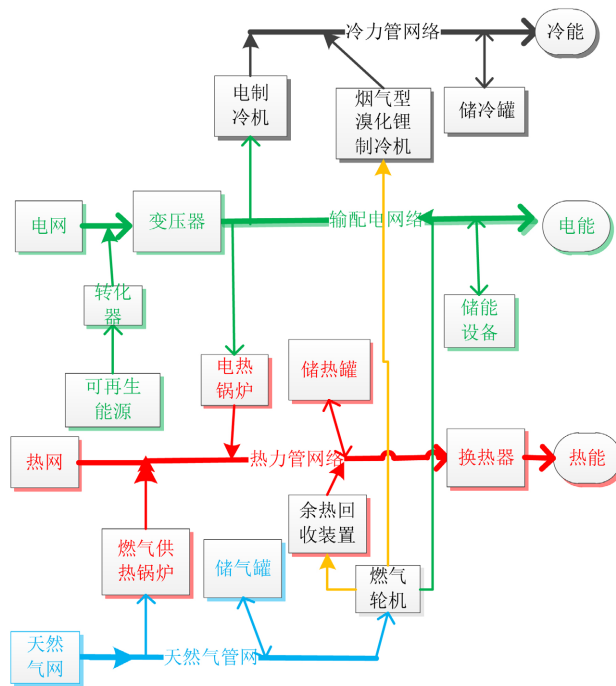 冷力管网络
冷能
电制
冷机
烟气型
溴化锂
制冷机
储冷罐
电网
变压器
输配电网络
电能
转化
器
储能
设备
可再生
能源
电热
锅炉
储热罐
热网
热力管网络
换热器
热能
燃气供
热锅炉
储气罐
余热回
收装置
燃气
轮机
天然
气网
天然气管网